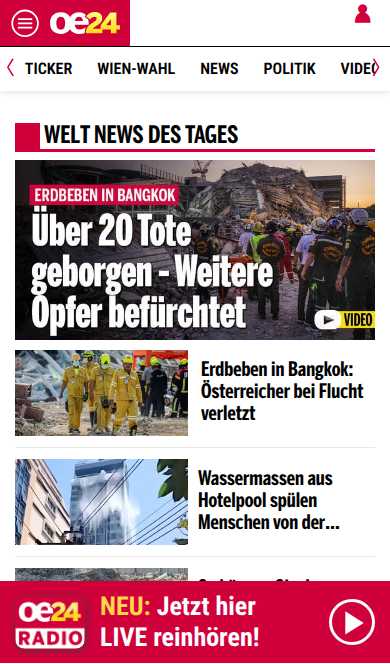 oe24
TICKER WIEN-WAHL NEWS POLITIK VIDEO
WELT NEWS DES TAGES
ERDBEBEN IN BANGKOK
Über 20 Tote
geborgen - Weitere
Opfer befürchtet
VIDEO
Erdbeben in Bangkok:
Österreicher bei Flucht
verletzt
Wassermassen aus
Hotelpool spülen
Menschen von der...
oe24
RADIO
NEU: Jetzt hier
LIVE reinhören!